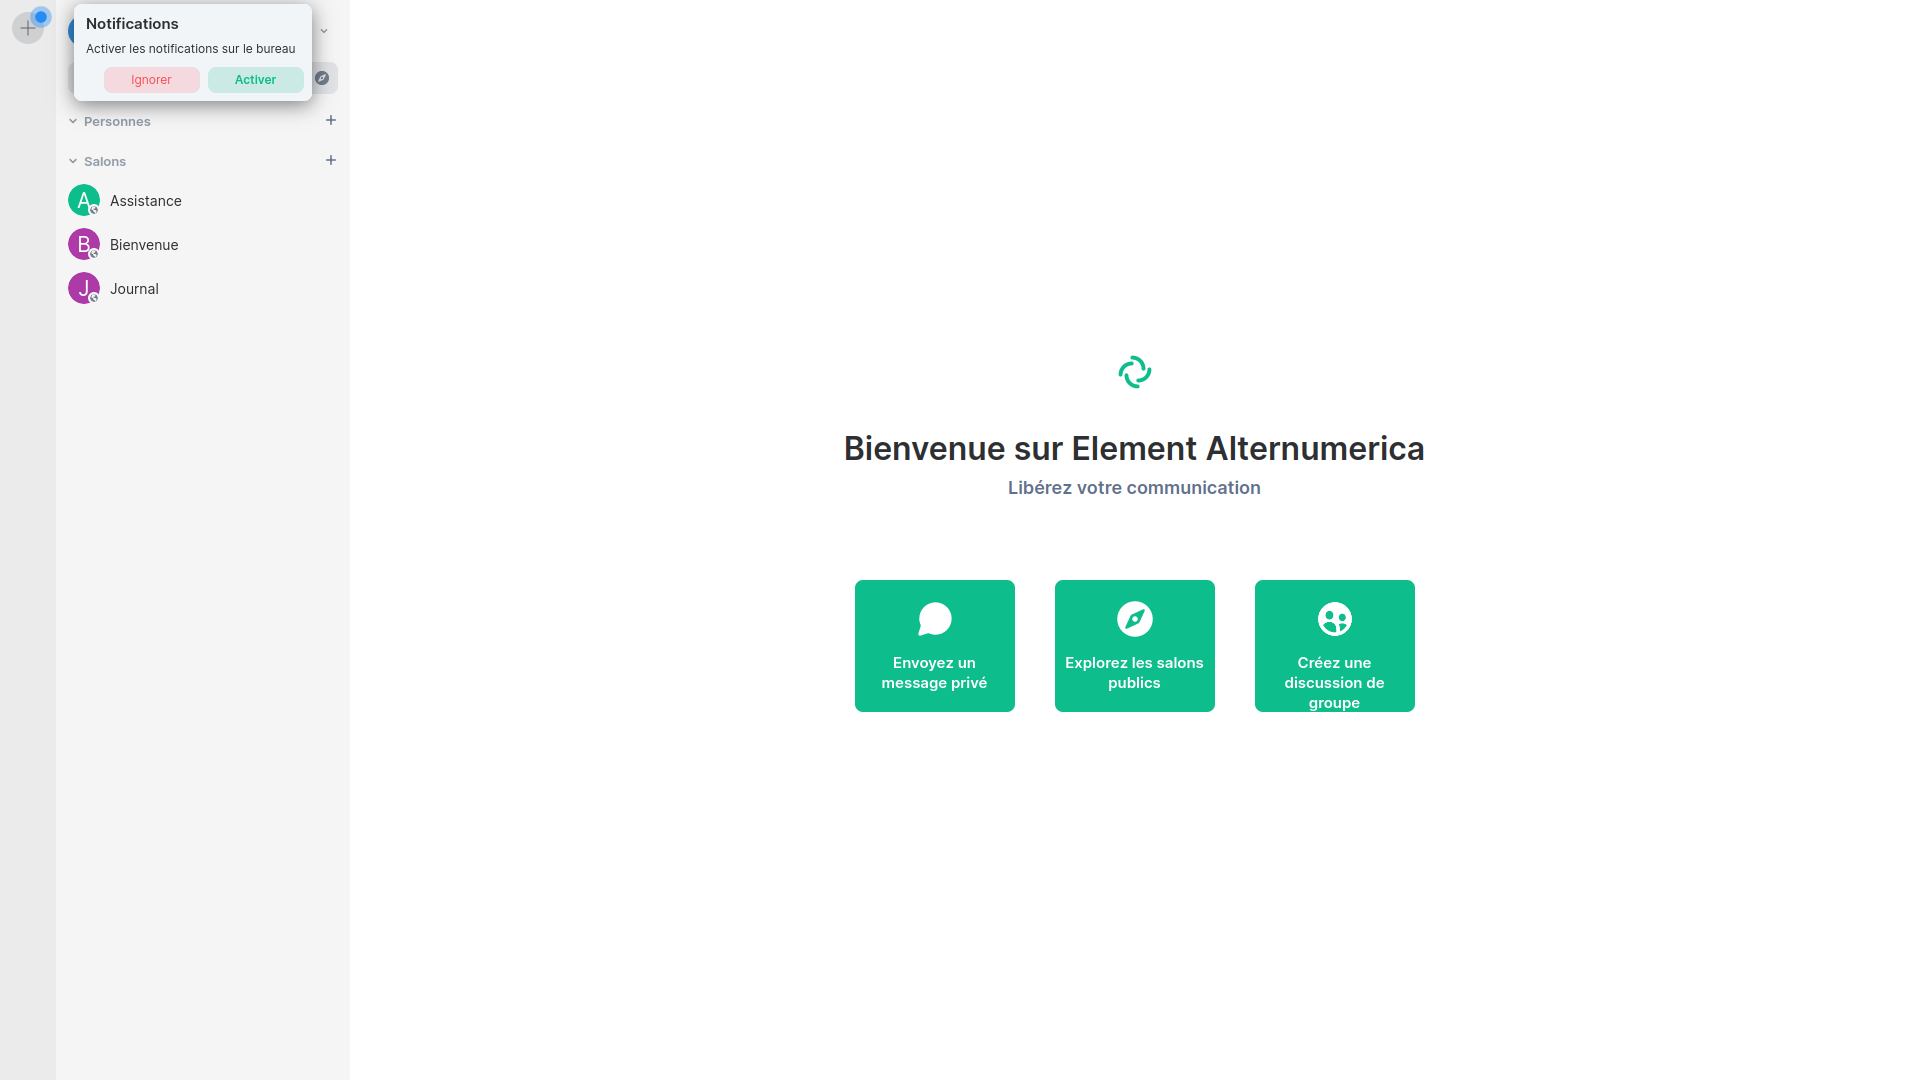 Notifications
Activer les notifications sur le bureau
Ignorer
Activer
Personnes
Salons
A
Assistance
B
Bienvenue
J
Journal
Bienvenue sur Element Alternumerica
Libérez votre communication
Envoyez un
message privé
Explorez les salons
publics
Créez une
discussion de
groupe